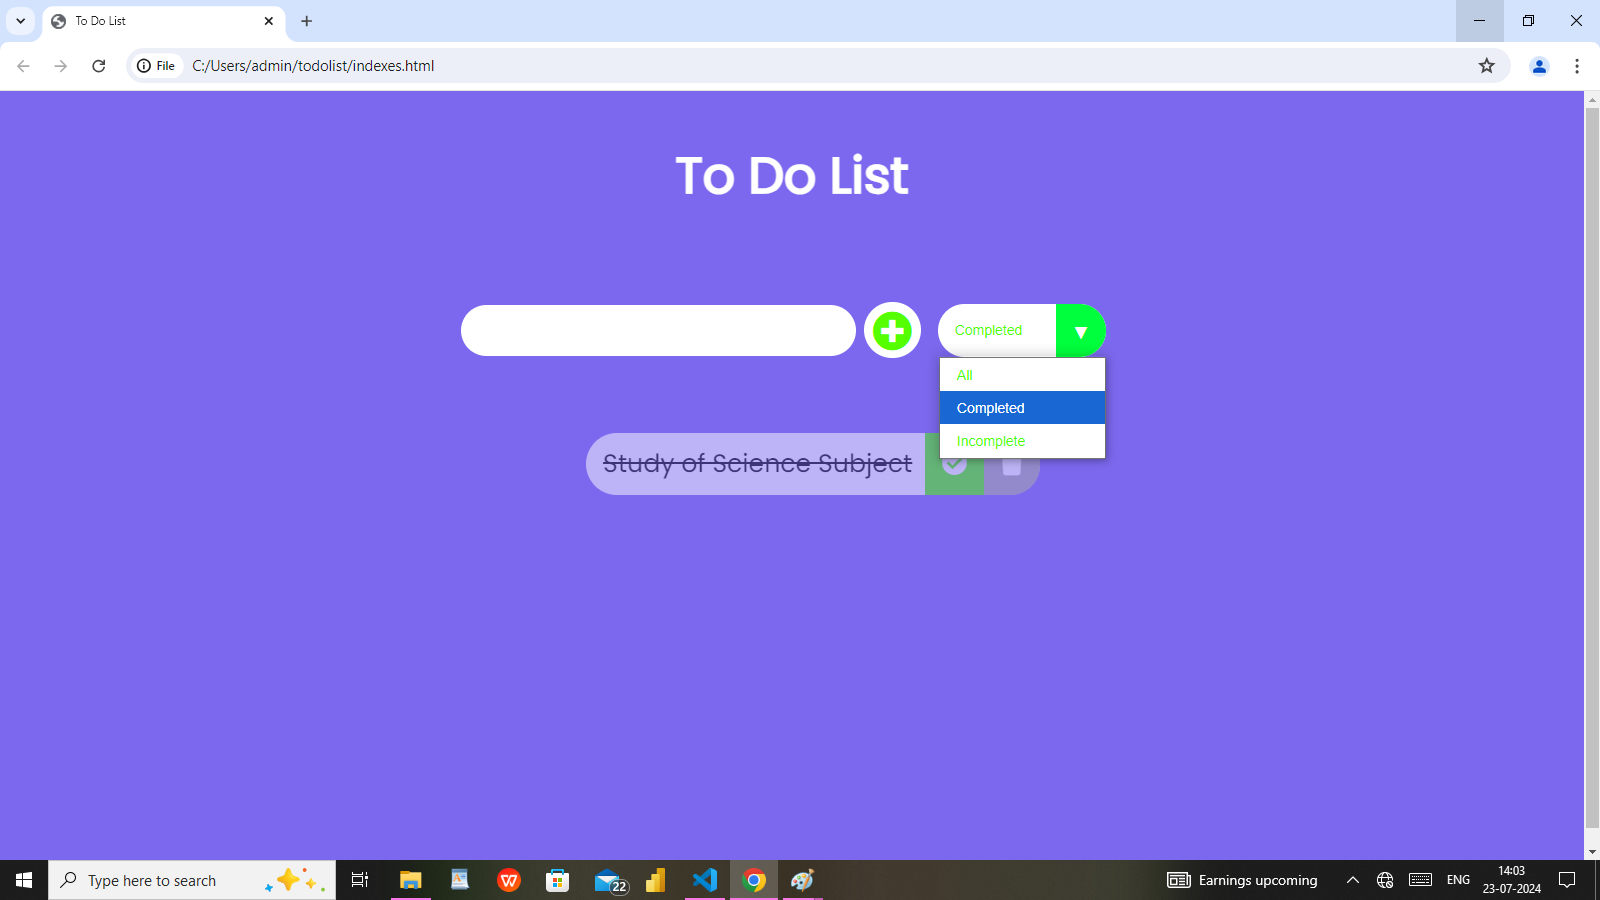 To Do List
File
C:/Users/admin/todolist/indexes.html
To Do List
Completed
All
Completed
Incomplete
Study of Science Subject
Type here to search
22
Earnings upcoming
ENG
14:03
23-07-2024